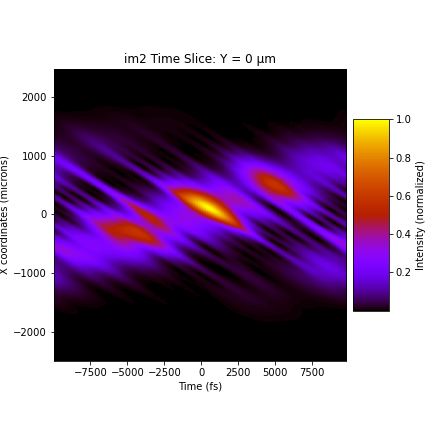 im2 Time Slice: Y = 0 μm
2000
1000
0
−1000
−2000
X coordinates (microns)
−7500 −5000 −2500 0 2500 5000 7500
Time (fs)
1.0
0.8
0.6
0.4
0.2
Intensity (normalized)